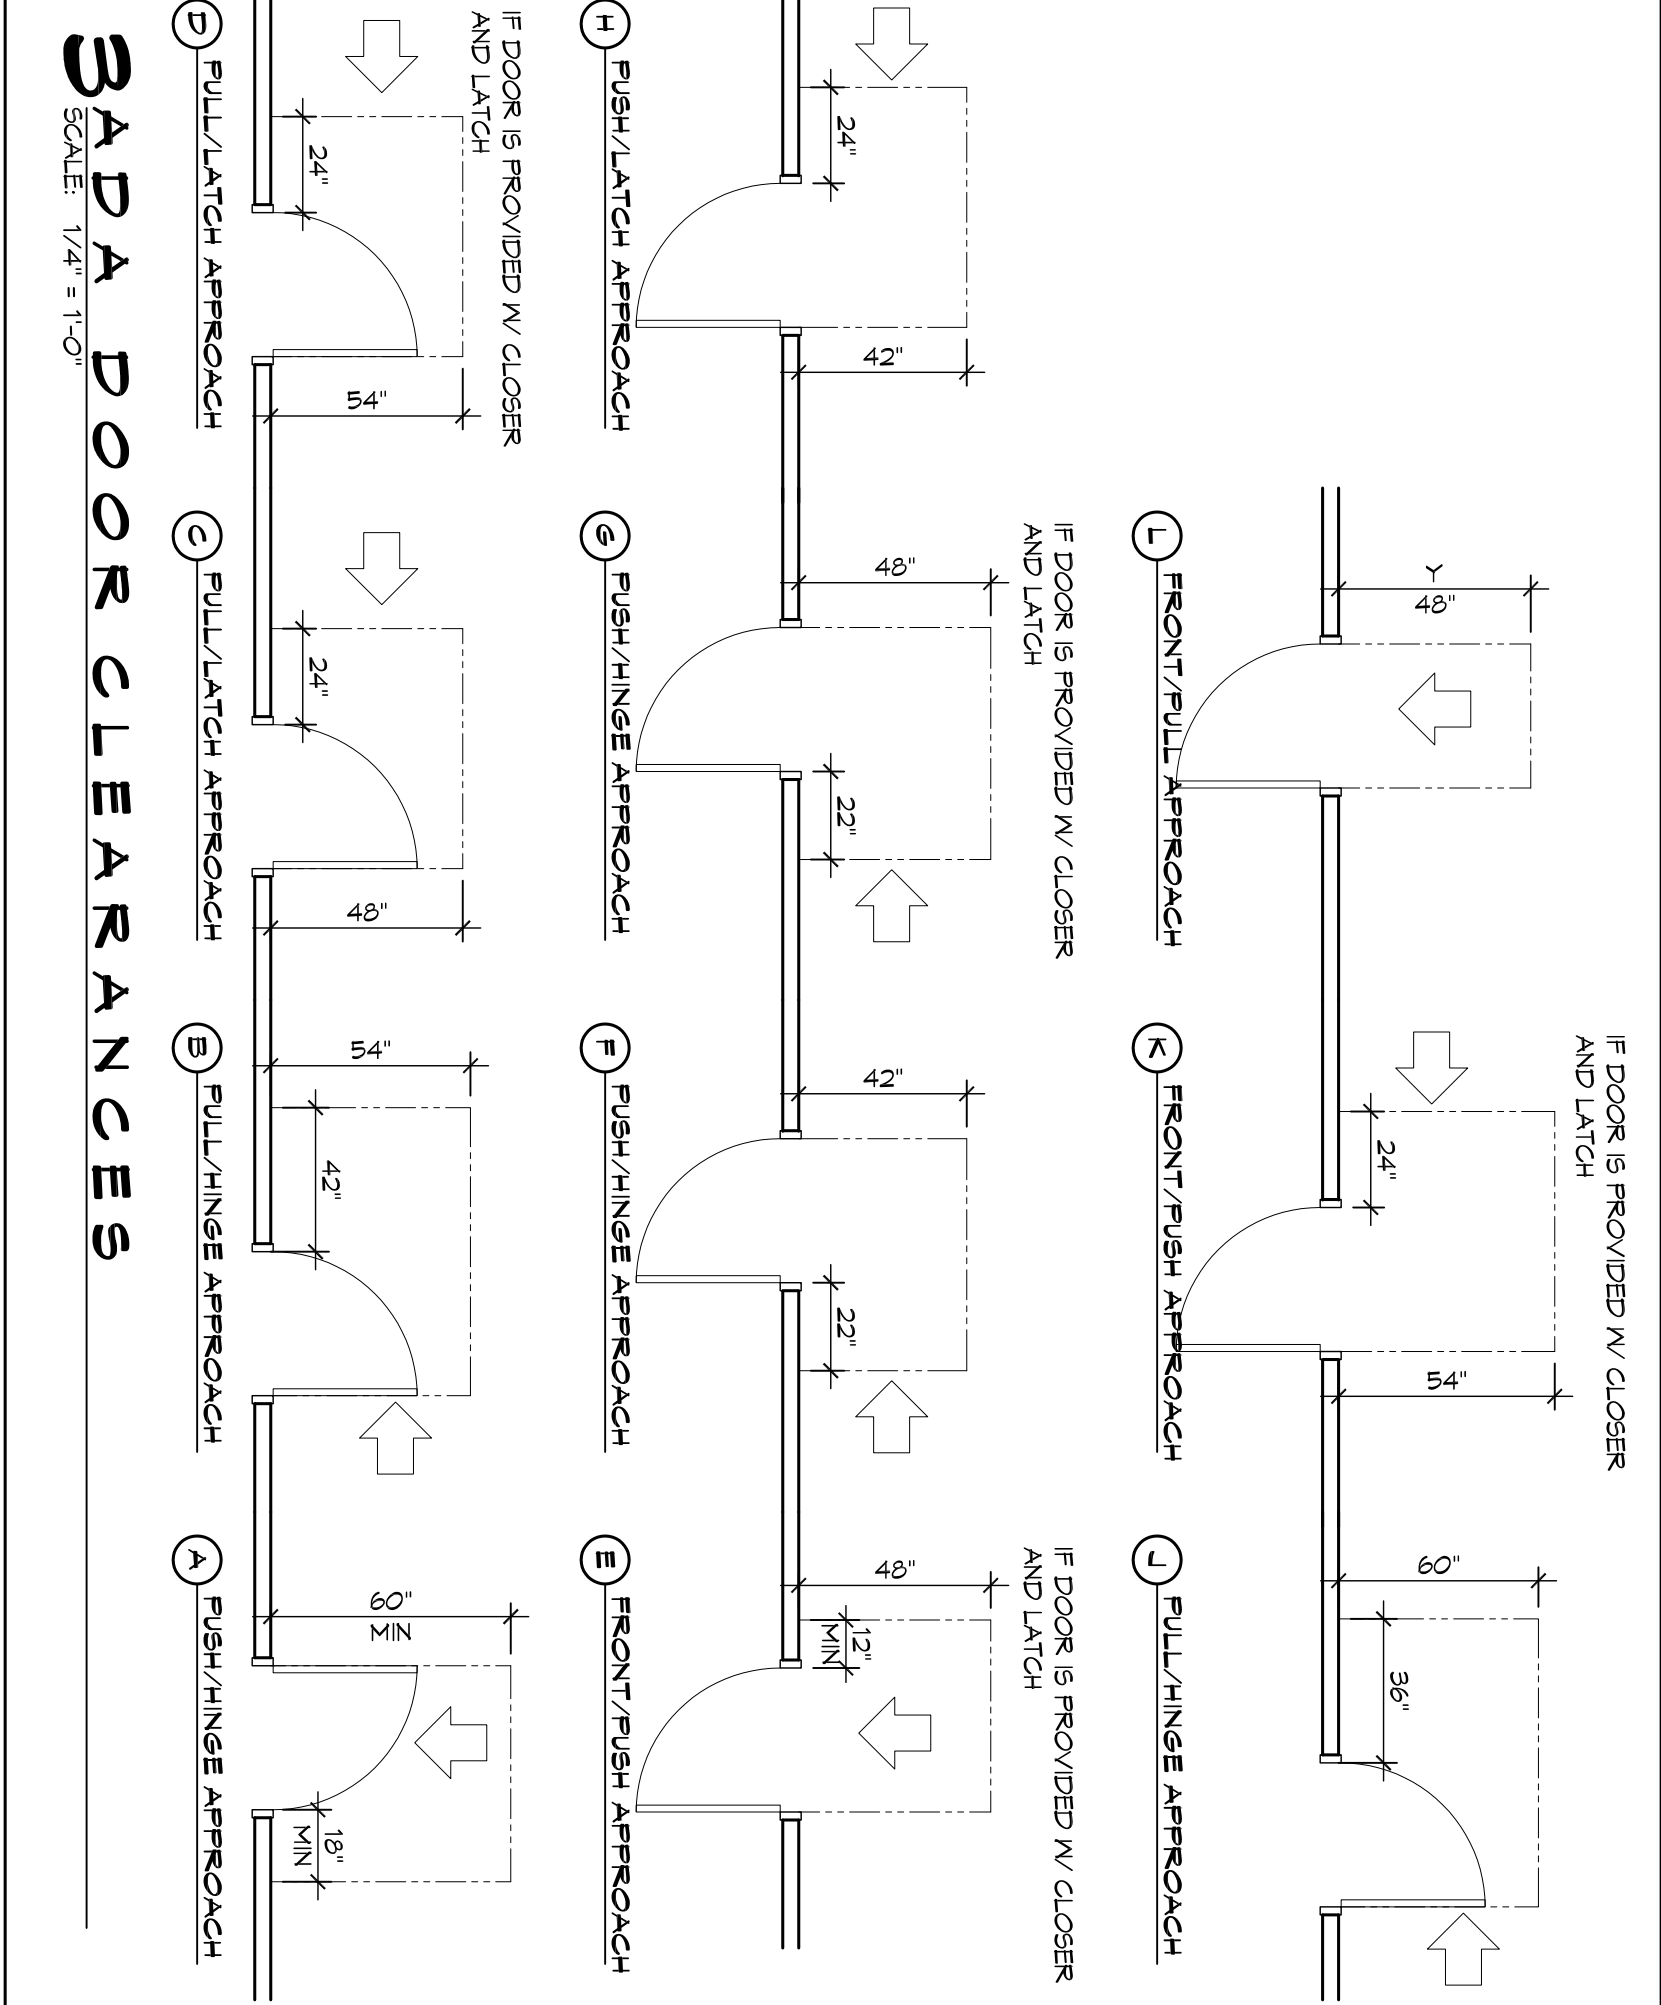 Y
48"
L FRONT/PULL APPROACH
IF DOOR IS PROVIDED W/ CLOSER
AND LATCH
24"
54"
K FRONT/PUSH APPROACH
60"
36"
J PULL/HINGE APPROACH
24"
42"
H PUSH/LATCH APPROACH
IF DOOR IS PROVIDED W/ CLOSER
AND LATCH
48"
22"
G PUSH/HINGE APPROACH
42"
22"
F PUSH/HINGE APPROACH
IF DOOR IS PROVIDED W/ CLOSER
AND LATCH
48"
12"
MIN
E FRONT/PUSH APPROACH
IF DOOR IS PROVIDED W/ CLOSER
AND LATCH
24"
54"
D PULL/LATCH APPROACH
24"
48"
C PULL/LATCH APPROACH
54"
42"
B PULL/HINGE APPROACH
60"
MIN
18"
MIN
A PUSH/HINGE APPROACH
3 ADA DOOR CLEARANCES
SCALE: 1/4" = 1'-0"